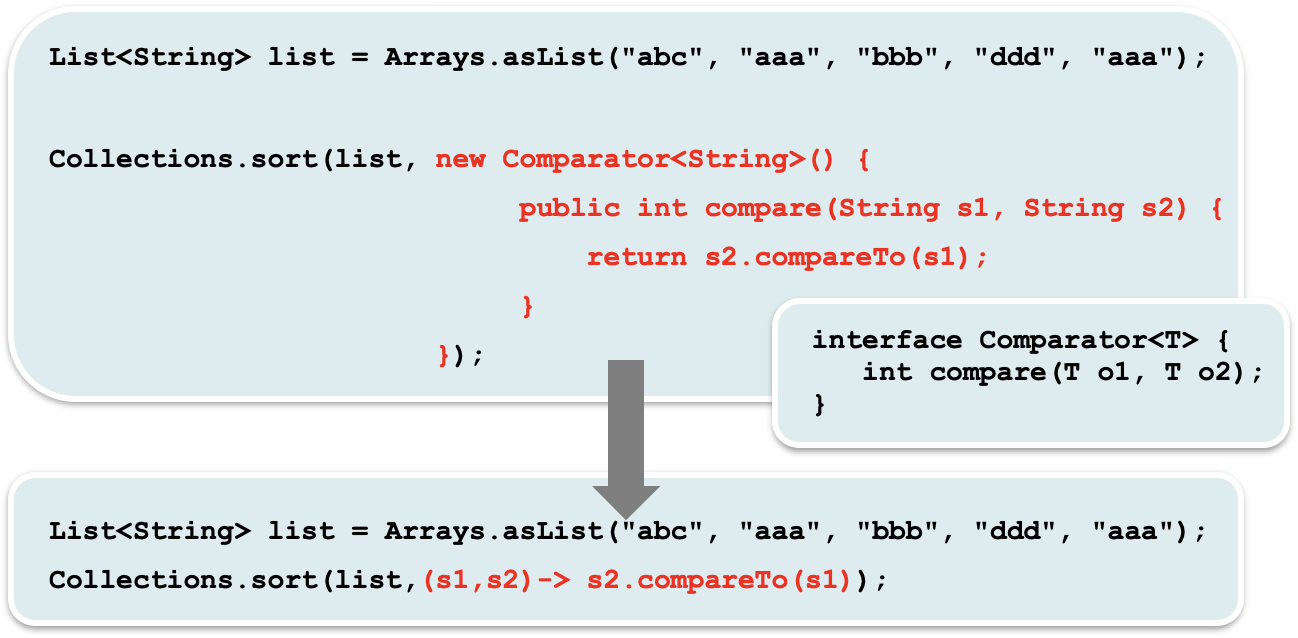 List<String> list = Arrays.asList("abc", "aaa", "bbb", "ddd", "aaa");
Collections.sort(list, new Comparator<String>() {
public int compare(String s1, String s2) {
return s2.compareTo(s1);
}
});
interface Comparator<T> {
int compare(T o1, T o2);
}
List<String> list = Arrays.asList("abc", "aaa", "bbb", "ddd", "aaa");
Collections.sort(list,(s1,s2)-> s2.compareTo(s1));